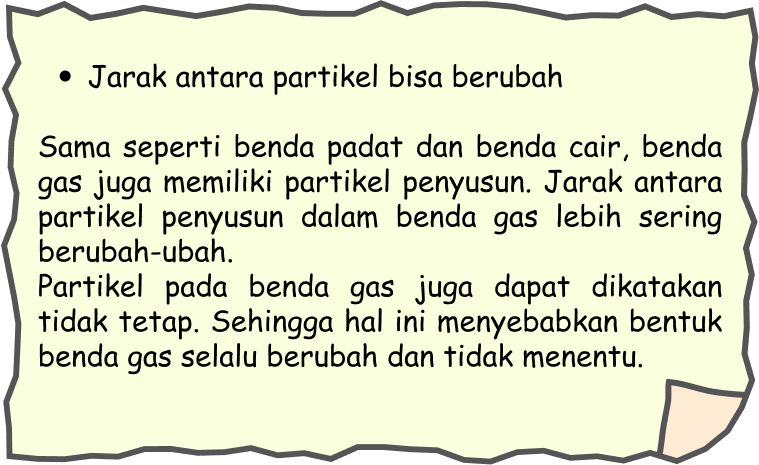 • Jarak antara partikel bisa berubah
Sama seperti benda padat dan benda cair, benda
gas juga memiliki partikel penyusun. Jarak antara
partikel penyusun dalam benda gas lebih sering
berubah-ubah.
Partikel pada benda gas juga dapat dikatakan
tidak tetap. Sehingga hal ini menyebabkan bentuk
benda gas selalu berubah dan tidak menentu.